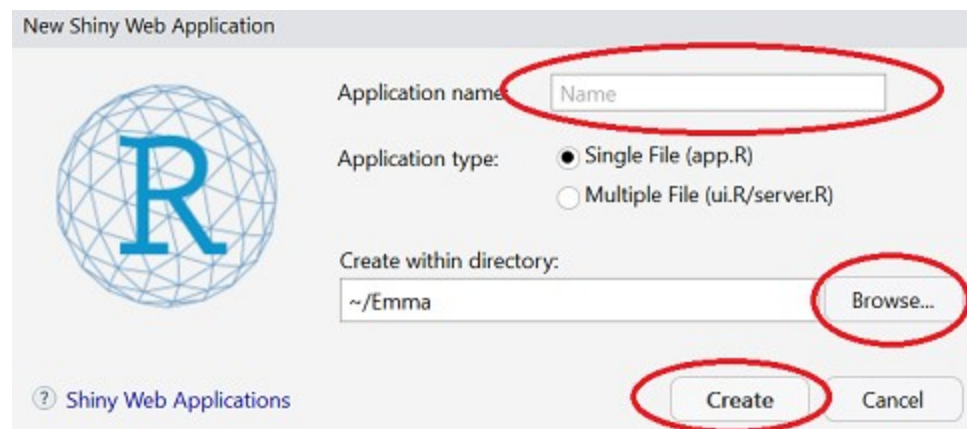 New Shiny Web Application
Application name:
Name
R
Application type:
Single File (app.R)
Multiple File (ui.R/server.R)
Create within directory:
~/Emma
Browse...
? Shiny Web Applications
Create
Cancel